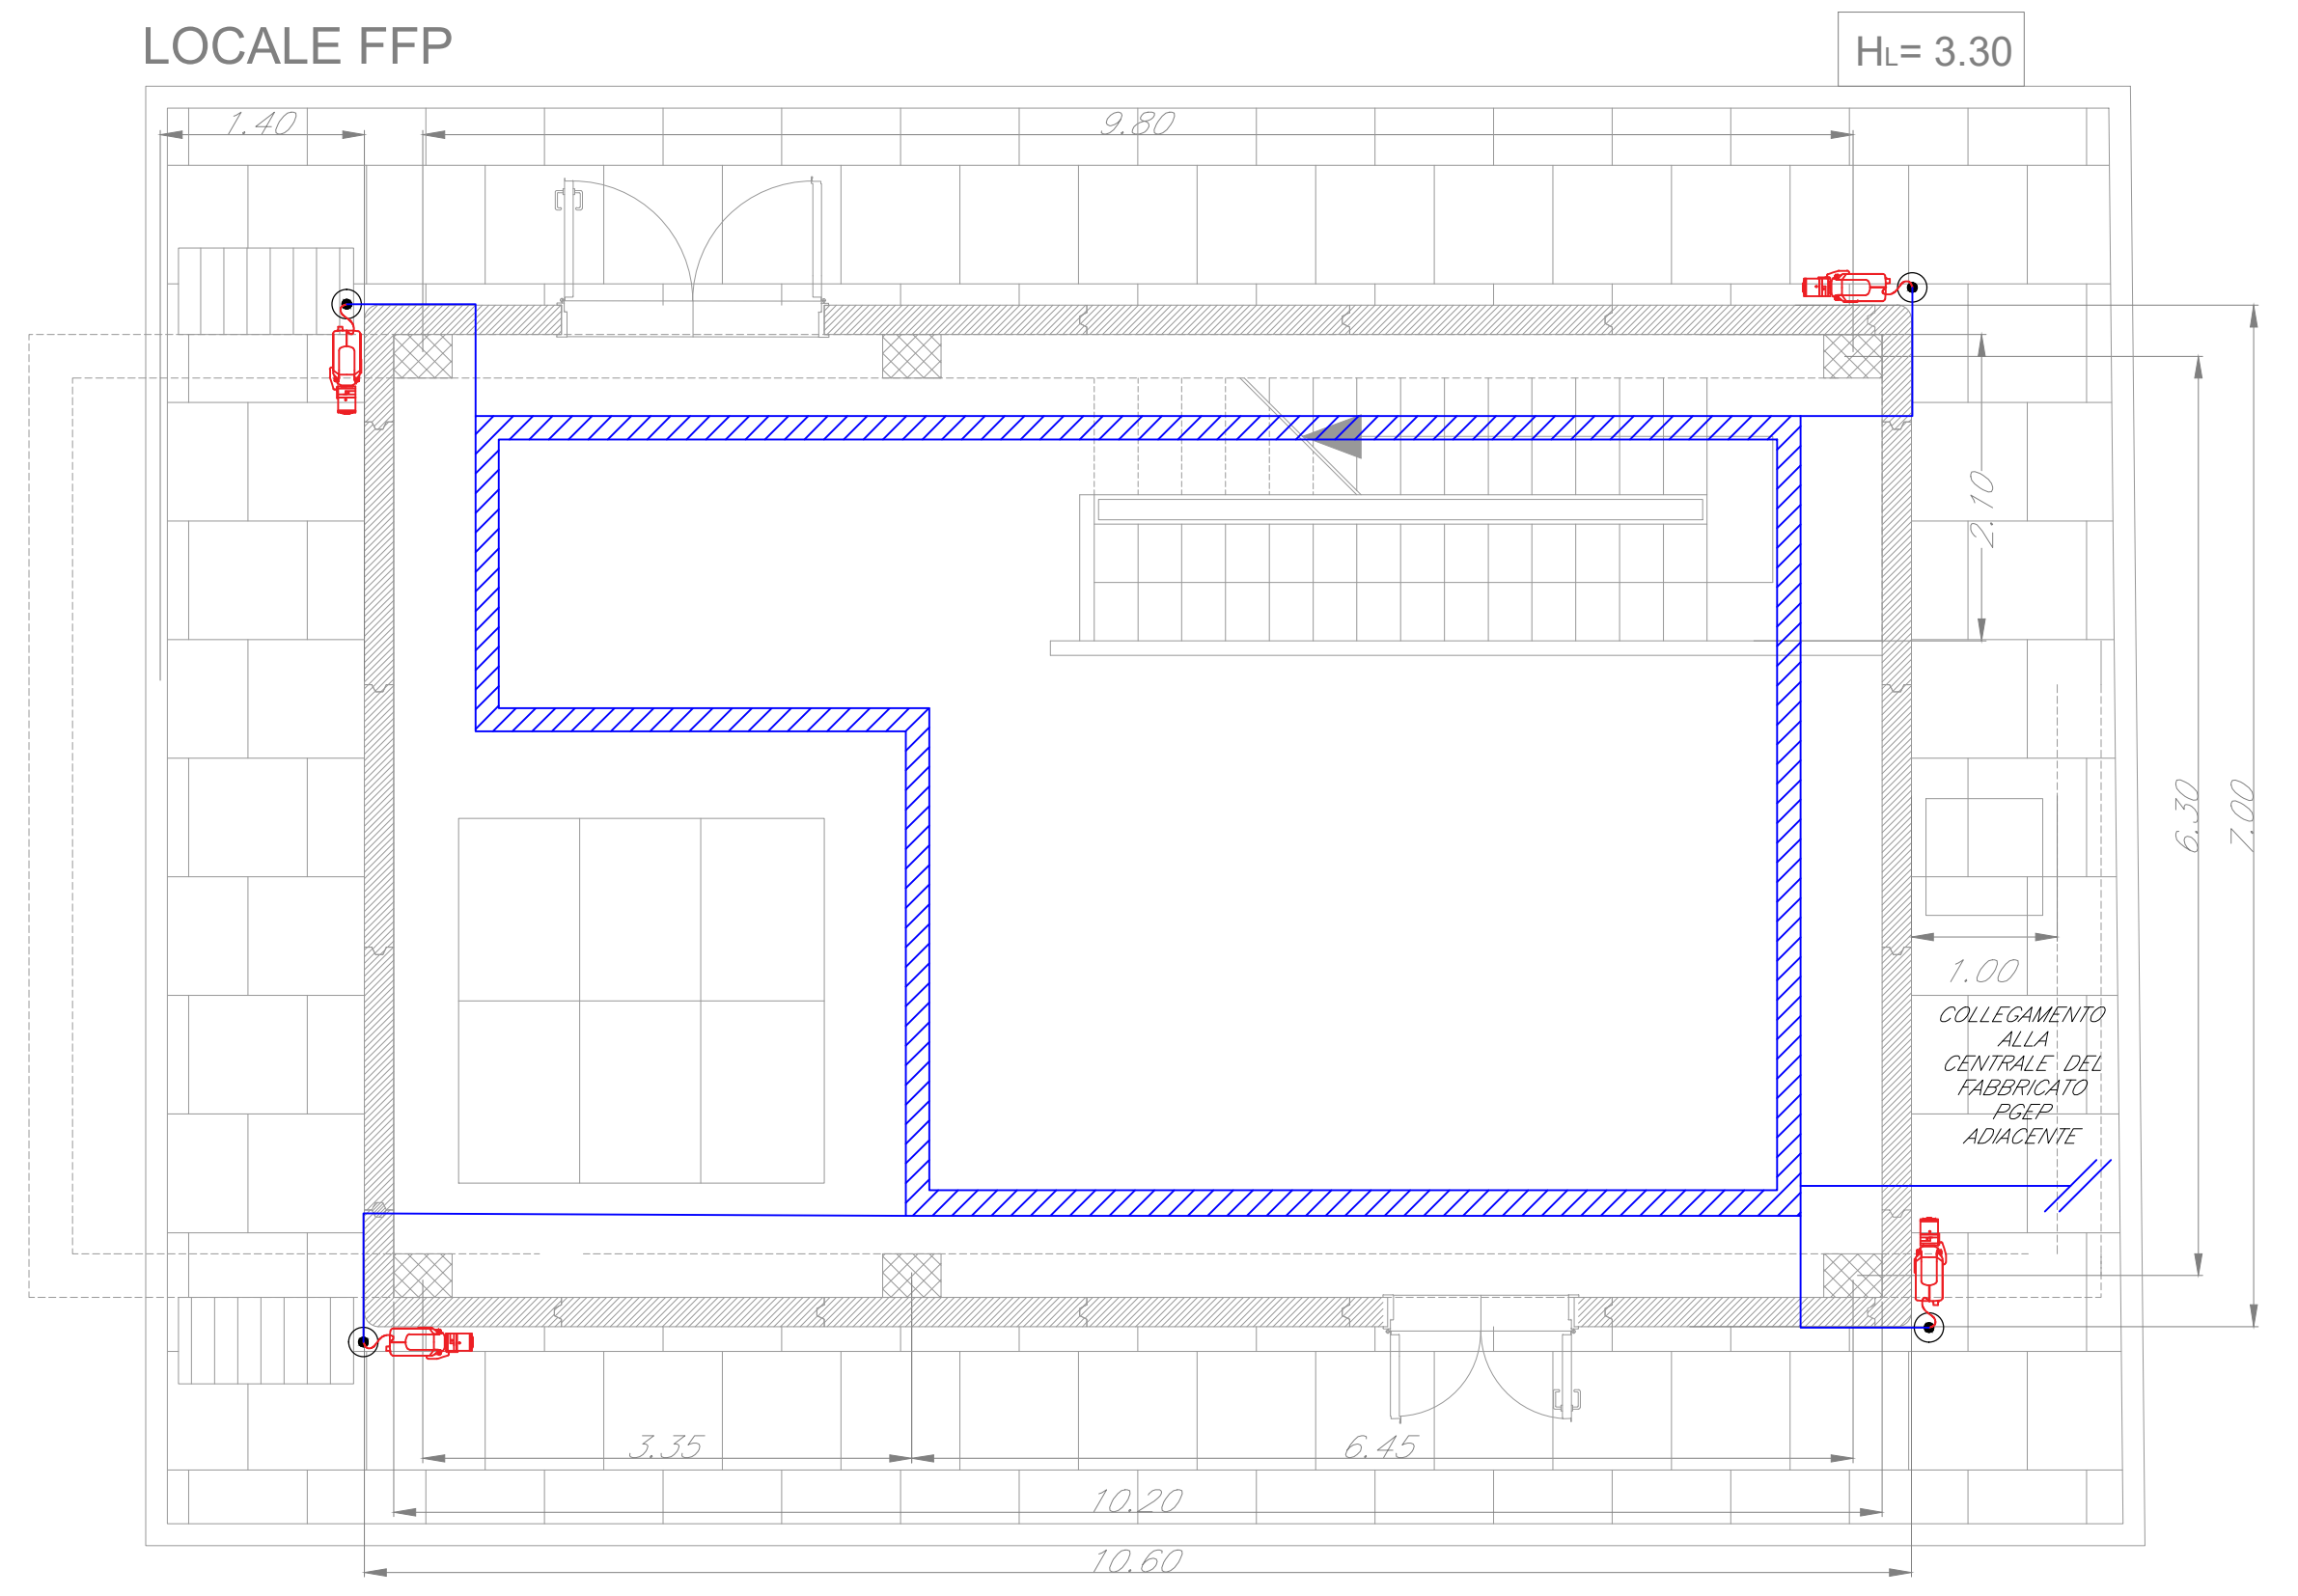 LOCALE FFP
HL= 3.30
1.40
9.80
2.10
6.30
7.00
1.00
COLLEGAMENTO
ALLA
CENTRALE DEL
FABBRICATO
PGEP
ADIACENTE
3.35
6.45
10.20
10.60